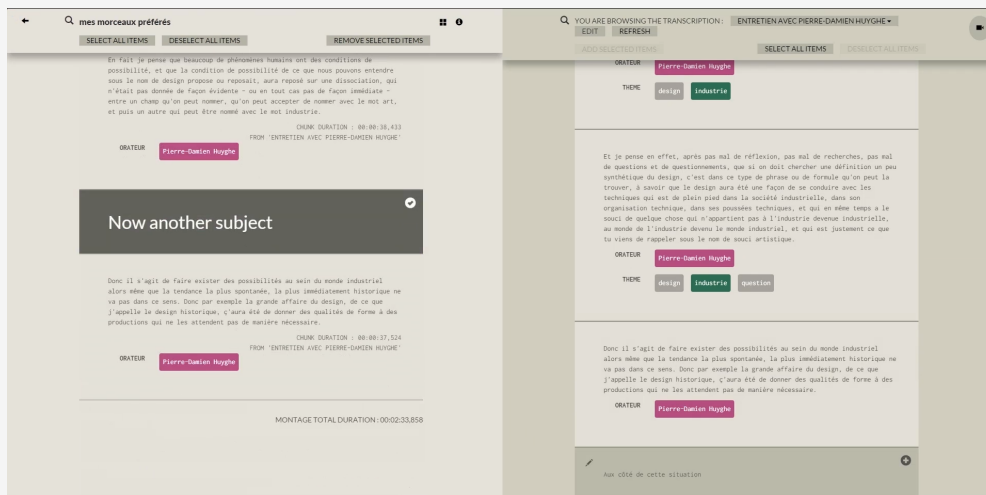 mes morceaux préférés
SELECT ALL ITEMS DESELECT ALL ITEMS REMOVE SELECTED ITEMS
En fait je pense que beaucoup de phénomènes humains ont des conditions de
possibilité, et que la condition de possibilité de ce que nous pouvons entendre
sous le nom de design propose ou reposait, aura reposé sur une dissociation, qui
n'était pas donnée de façon évidente - ou en tout cas pas de façon immédiate -
entre un champ qu'on peut nommer, qu'on peut accepter de nommer avec le mot art,
et puis un autre qui peut être nommé avec le mot industrie.
CHUNK DURATION : 00:00:38,433
FROM 'ENTRETIEN AVEC PIERRE-DAMIEN HUYGHE'
ORATEUR Pierre-Damien Huyghe
Now another subject
Donc il s'agit de faire exister des possibilités au sein du monde industriel
alors même que la tendance la plus spontanée, la plus immédiatement historique ne
va pas dans ce sens. Donc par exemple la grande affaire du design, de ce que
j'appelle le design historique, ç'aura été de donner des qualités de forme à des
productions qui ne les attendent pas de manière nécessaire.
CHUNK DURATION : 00:00:37,524
FROM 'ENTRETIEN AVEC PIERRE-DAMIEN HUYGHE'
ORATEUR Pierre-Damien Huyghe
MONTAGE TOTAL DURATION : 00:02:33,858
YOU ARE BROWSING THE TRANSCRIPTION : ENTRETIEN AVEC PIERRE-DAMIEN HUYGHE
EDIT REFRESH
ADD SELECTED ITEMS SELECT ALL ITEMS DESELECT ALL ITEMS
ORATEUR Pierre-Damien Huyghe
THEME design industrie
Et je pense en effet, après pas mal de réflexion, pas mal de recherches, pas mal
de questions et de questionnements, que si on doit chercher une définition un peu
synthétique du design, c'est dans ce type de phrase ou de formule qu'on peut la
trouver, à savoir que le design aura été une façon de se conduire avec les
techniques qui est de plein pied dans la société industrielle, dans son
organisation technique, dans ses poussées techniques, et qui en même temps a le
souci de quelque chose qui n'appartient pas à l'industrie devenue industrielle,
au monde de l'industrie devenu le monde industriel, et qui est justement ce que
tu viens de rappeler sous le nom de souci artistique.
ORATEUR Pierre-Damien Huyghe
THEME design industrie question
Donc il s'agit de faire exister des possibilités au sein du monde industriel
alors même que la tendance la plus spontanée, la plus immédiatement historique ne
va pas dans ce sens. Donc par exemple la grande affaire du design, de ce que
j'appelle le design historique, ç'aura été de donner des qualités de forme à des
productions qui ne les attendent pas de manière nécessaire.
ORATEUR Pierre-Damien Huyghe
Aux côté de cette situation